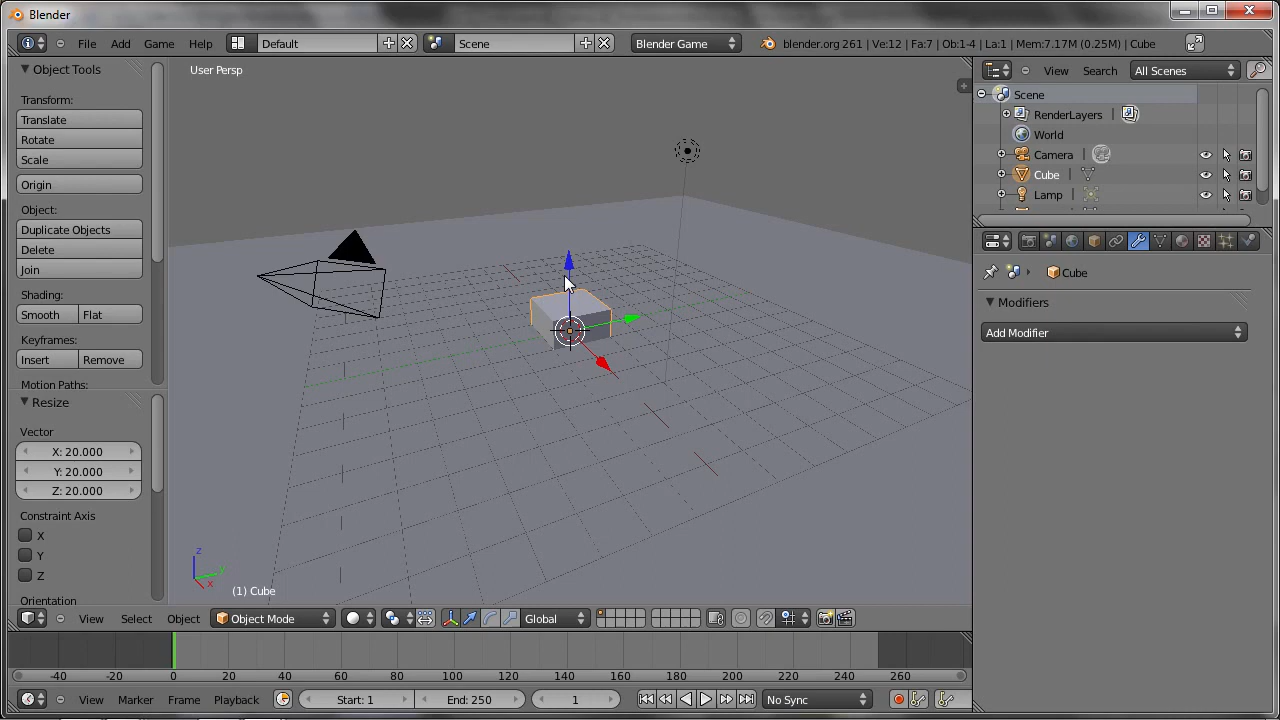 Blender
File Add Game Help Default Scene Blender Game blender.org 261 | Ve:12 | Fa:7 | Ob:1-4 | La:1 | Mem:7.17M (0.25M) | Cube
Object Tools
Transform:
Translate
Rotate
Scale
Origin
Object:
Duplicate Objects
Delete
Join
Shading:
Smooth Flat
Keyframes:
Insert Remove
Motion Paths:
Resize
Vector
X: 20.000
Y: 20.000
Z: 20.000
Constraint Axis
X
Y
Z
Orientation
User Persp
z
y
x
(1) Cube
View Select Object Object Mode Global
-40 -20 0 20 40 60 80 100 120 140 160 180 200 220 240 260
View Marker Frame Playback Start: 1 End: 250 1 No Sync
View Search All Scenes
Scene
RenderLayers
World
Camera
Cube
Lamp
Cube
Modifiers
Add Modifier